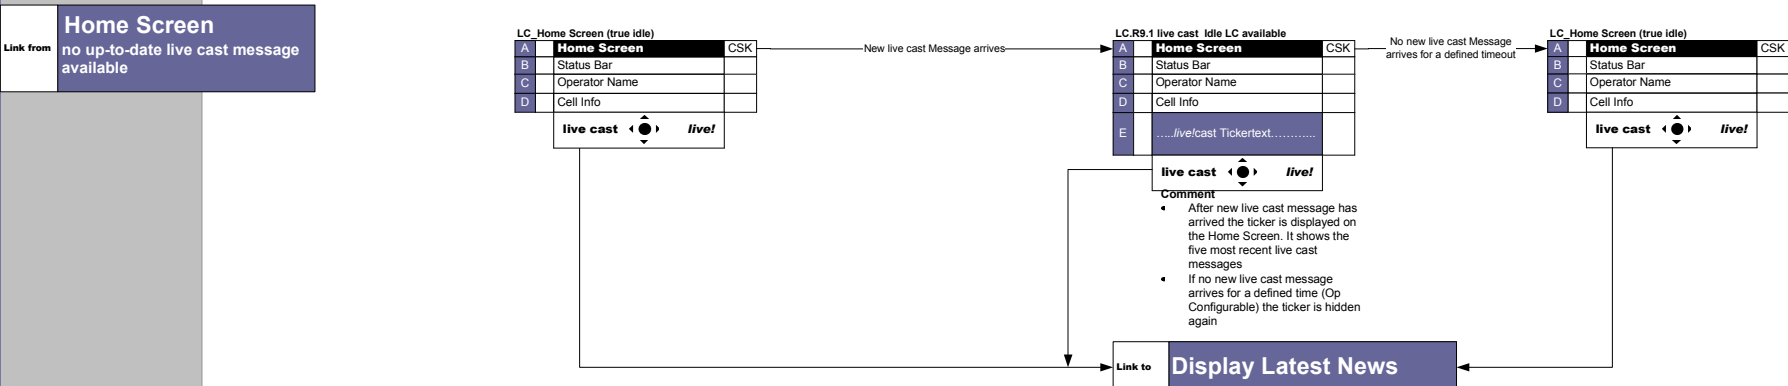 Link from
Home Screen
no up-to-date live cast message
available
LC_Home Screen (true idle)
A Home Screen CSK
B Status Bar
C Operator Name
D Cell Info
live cast live!
New live cast Message arrives
LC.R9.1 live cast Idle LC available
A Home Screen CSK
B Status Bar
C Operator Name
D Cell Info
E …..live!cast Tickertext………...
live cast live!
Comment
• After new live cast message has
arrived the ticker is displayed on
the Home Screen. It shows the
five most recent live cast
messages
• If no new live cast message
arrives for a defined time (Op
Configurable) the ticker is hidden
again
No new live cast Message
arrives for a defined timeout
LC_Home Screen (true idle)
A Home Screen CSK
B Status Bar
C Operator Name
D Cell Info
live cast live!
Link to
Display Latest News